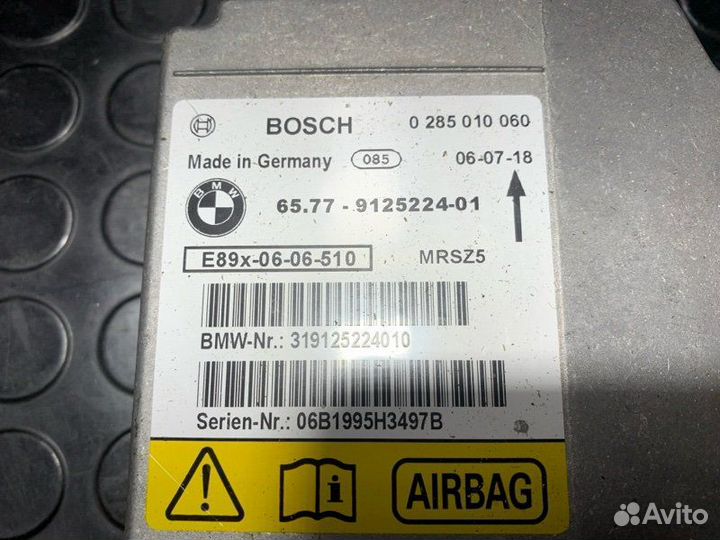 BOSCH 0 285 010 060
Made in Germany 085 06-07-18
BMW 65.77 - 9125224-01
E89x-06-06-510 MRSZ5
BMW-Nr.: 319125224010
Serien-Nr.: 06B1995H3497B
AIRBAG
Avito